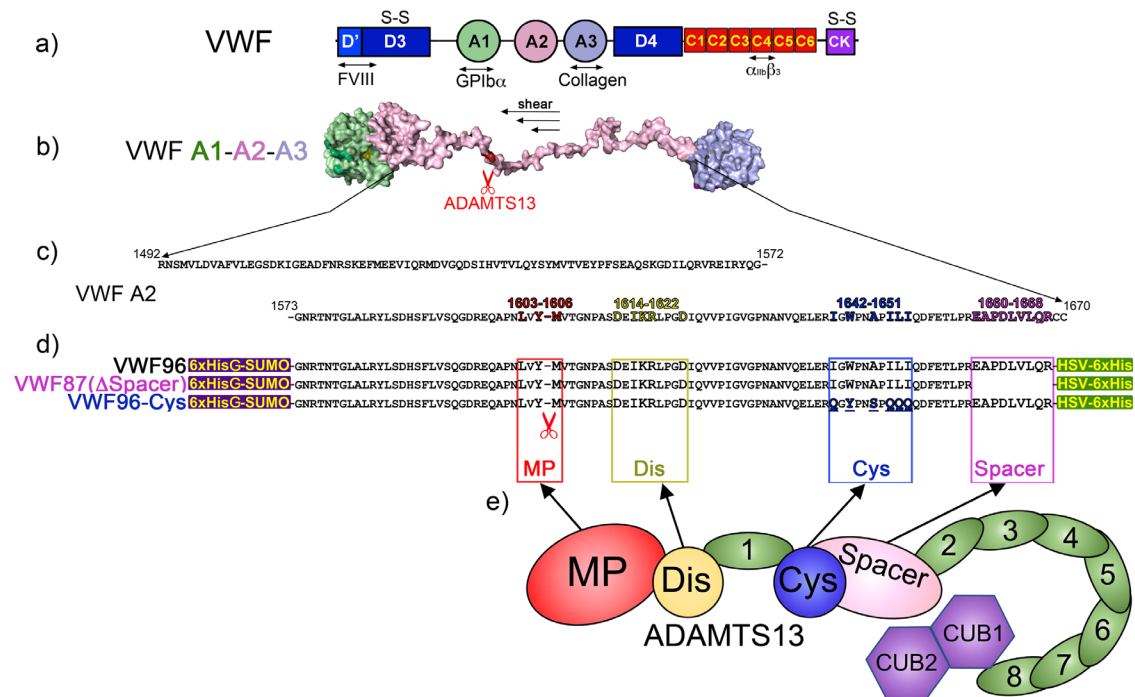 a)
VWF
S-S
S-S
D' D3 A1 A2 A3 D4 C1 C2 C3 C4 C5 C6 CK
FVIII GPIbα Collagen αIIbβ3
b)
VWF A1-A2-A3
shear
ADAMTS13
c)
VWF A2
1492 RNSMVLDVAFVLEGSDKIGEADFNRSKEFMEEVIQRMDVGQDSIHVTVLQYSYMVTVEYPFSEAQSKGDILQRVREIRYQG- 1572
1603-1606 1614-1622 1642-1651 1660-1668
1573 -GNRTNTGLALRYLSDHSFLVSQGDREQAPNLVY-MVTGNPASDEIKRLPGDIQVVPIGVGPNANVQELERIGWPNAPILIQDFETLPREAPDLVLQRCC 1670
d)
VWF96 6xHisG-SUMO -GNRTNTGLALRYLSDHSFLVSQGDREQAPNLVY-MVTGNPASDEIKRLPGDIQVVPIGVGPNANVQELERIGWPNAPILIQDFETLPREAPDLVLQR- HSV-6xHis
VWF87(ΔSpacer) 6xHisG-SUMO -GNRTNTGLALRYLSDHSFLVSQGDREQAPNLVY-MVTGNPASDEIKRLPGDIQVVPIGVGPNANVQELERIGWPNAPILIQDFETLPR HSV-6xHis
VWF96-Cys 6xHisG-SUMO -GNRTNTGLALRYLSDHSFLVSQGDREQAPNLVY-MVTGNPASDEIKRLPGDIQVVPIGVGPNANVQELERQGYPNSPQQQQDFETLPREAPDLVLQR- HSV-6xHis
MP Dis Cys Spacer
e)
MP Dis 1 Cys Spacer 2 3 4 5 6 7 8
ADAMTS13
CUB1
CUB2